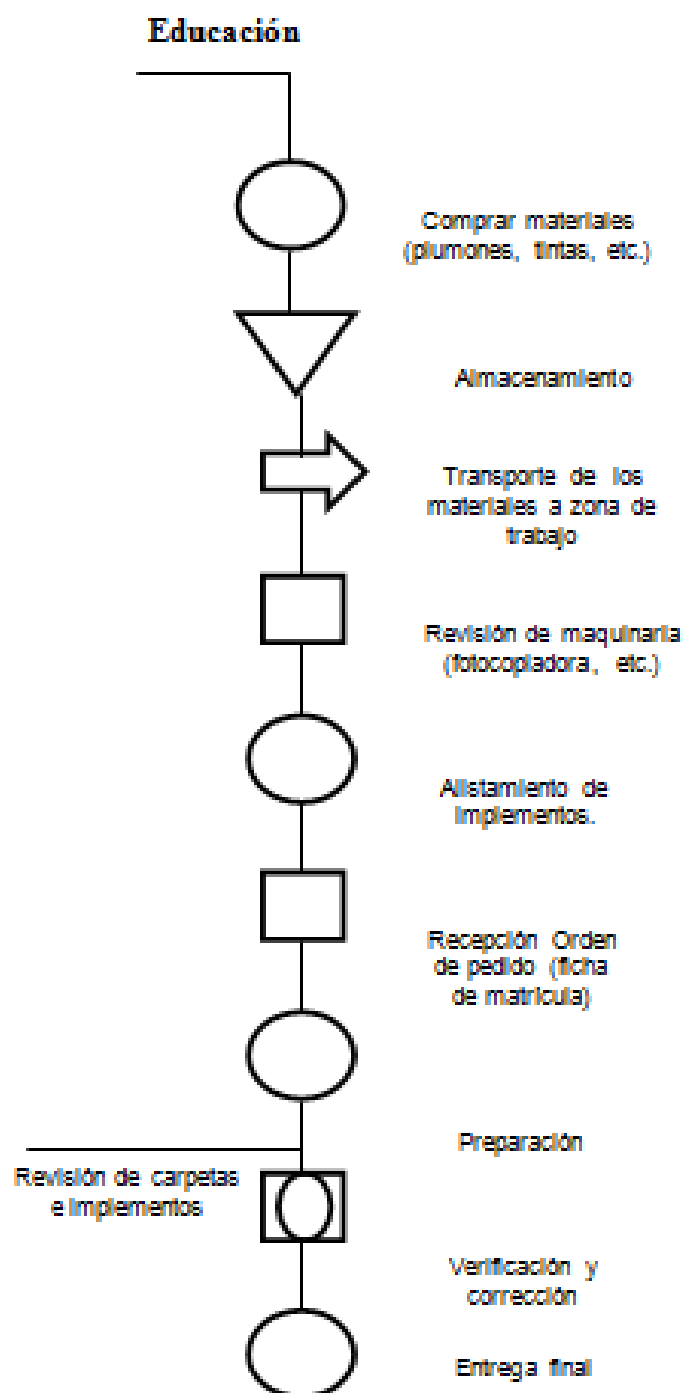 Educación
Comprar materiales
(plumones, tintas, etc.)
Almacenamiento
Transporte de los
materiales a zona de
trabajo
Revisión de maquinaria
(fotocopiadora, etc.)
Alistamiento de
implementos.
Recepción Orden
de pedido (ficha
de matrícula)
Preparación
Revisión de carpetas
e implementos
Verificación y
corrección
Entrega final